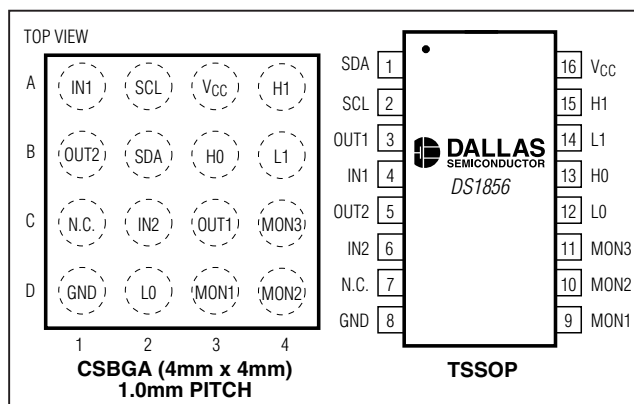 TOP VIEW
A IN1 SCL VCC H1
B OUT2 SDA H0 L1
C N.C. IN2 OUT1 MON3
D GND L0 MON1 MON2
1 2 3 4
CSBGA (4mm x 4mm)
1.0mm PITCH
SDA 1 16 VCC
SCL 2 15 H1
OUT1 3 14 L1
IN1 4 13 H0
OUT2 5 12 L0
IN2 6 11 MON3
N.C. 7 10 MON2
GND 8 9 MON1
DALLAS
SEMICONDUCTOR
DS1856
TSSOP